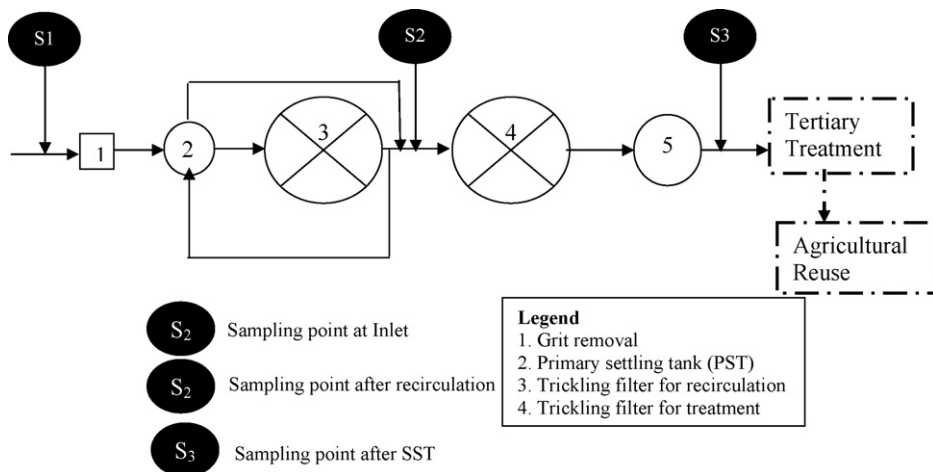 S1
S2
S3
1
2
3
4
5
Tertiary
Treatment
Agricultural
Reuse
S2 Sampling point at Inlet
S2 Sampling point after recirculation
S3 Sampling point after SST
Legend
1. Grit removal
2. Primary settling tank (PST)
3. Trickling filter for recirculation
4. Trickling filter for treatment